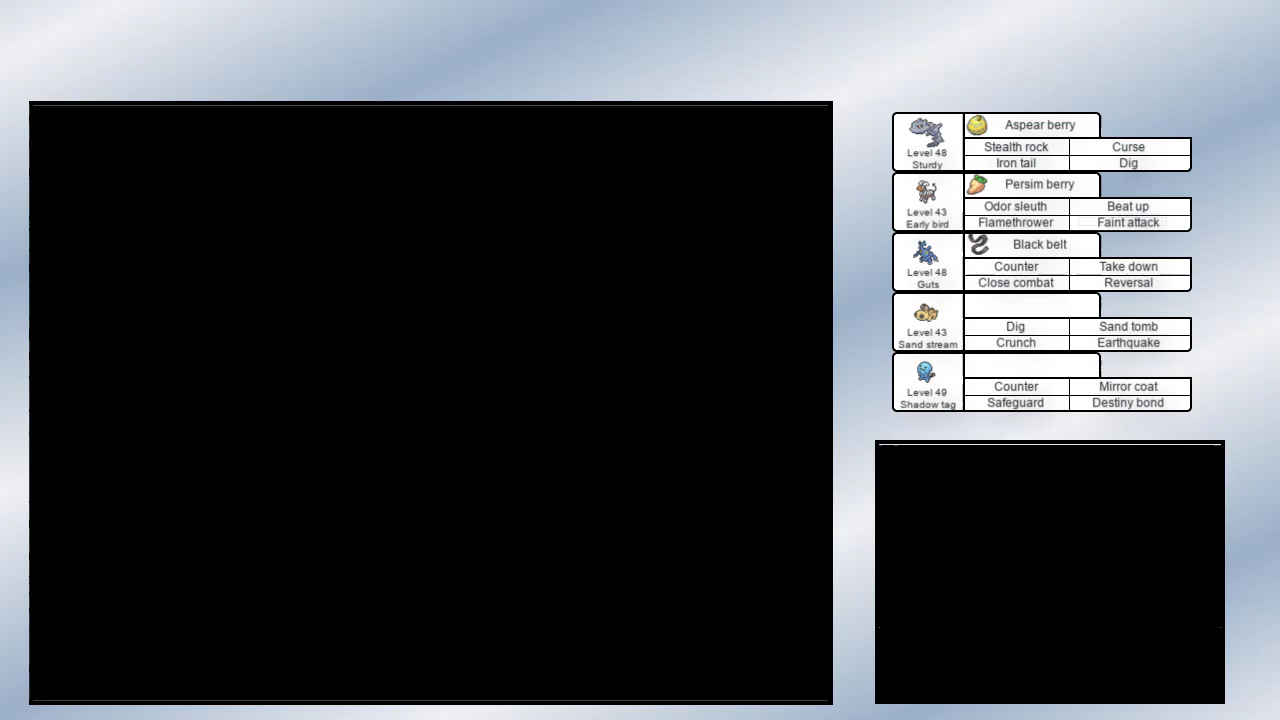 Aspear berry
Stealth rock Curse
Level 48
Sturdy Iron tail Dig
Persim berry
Odor sleuth Beat up
Level 43
Early bird Flamethrower Faint attack
Black belt
Counter Take down
Level 48
Guts Close combat Reversal
Dig Sand tomb
Level 43
Sand stream Crunch Earthquake
Counter Mirror coat
Level 49
Shadow tag Safeguard Destiny bond